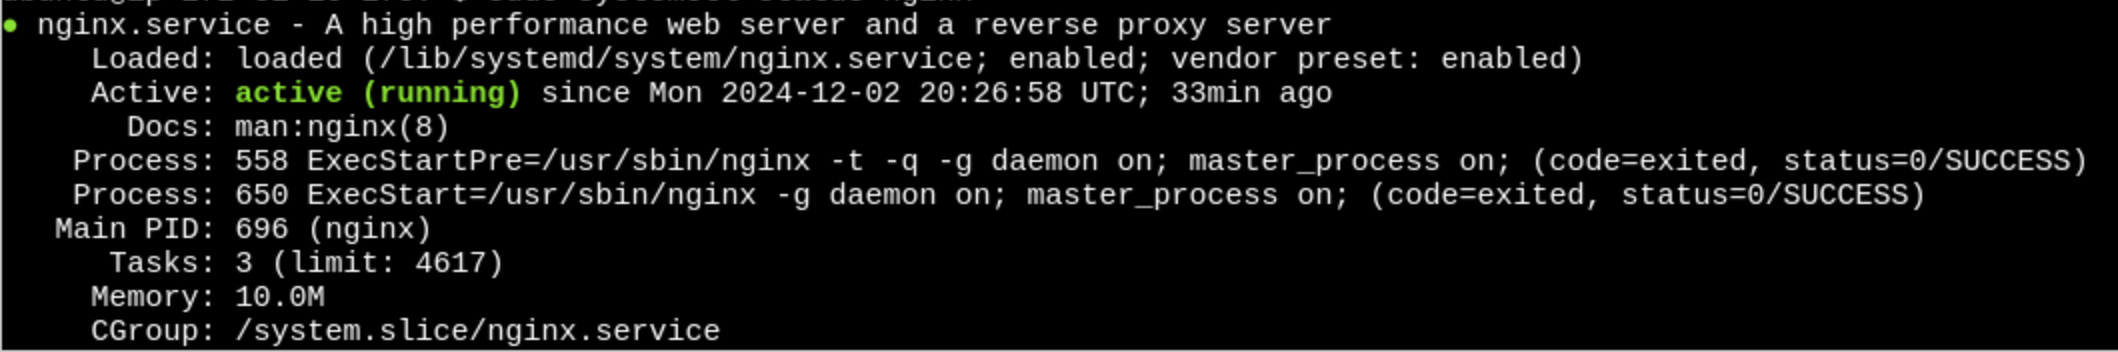 ● nginx.service - A high performance web server and a reverse proxy server
Loaded: loaded (/lib/systemd/system/nginx.service; enabled; vendor preset: enabled)
Active: active (running) since Mon 2024-12-02 20:26:58 UTC; 33min ago
Docs: man:nginx(8)
Process: 558 ExecStartPre=/usr/sbin/nginx -t -q -g daemon on; master_process on; (code=exited, status=0/SUCCESS)
Process: 650 ExecStart=/usr/sbin/nginx -g daemon on; master_process on; (code=exited, status=0/SUCCESS)
Main PID: 696 (nginx)
Tasks: 3 (limit: 4617)
Memory: 10.0M
CGroup: /system.slice/nginx.service